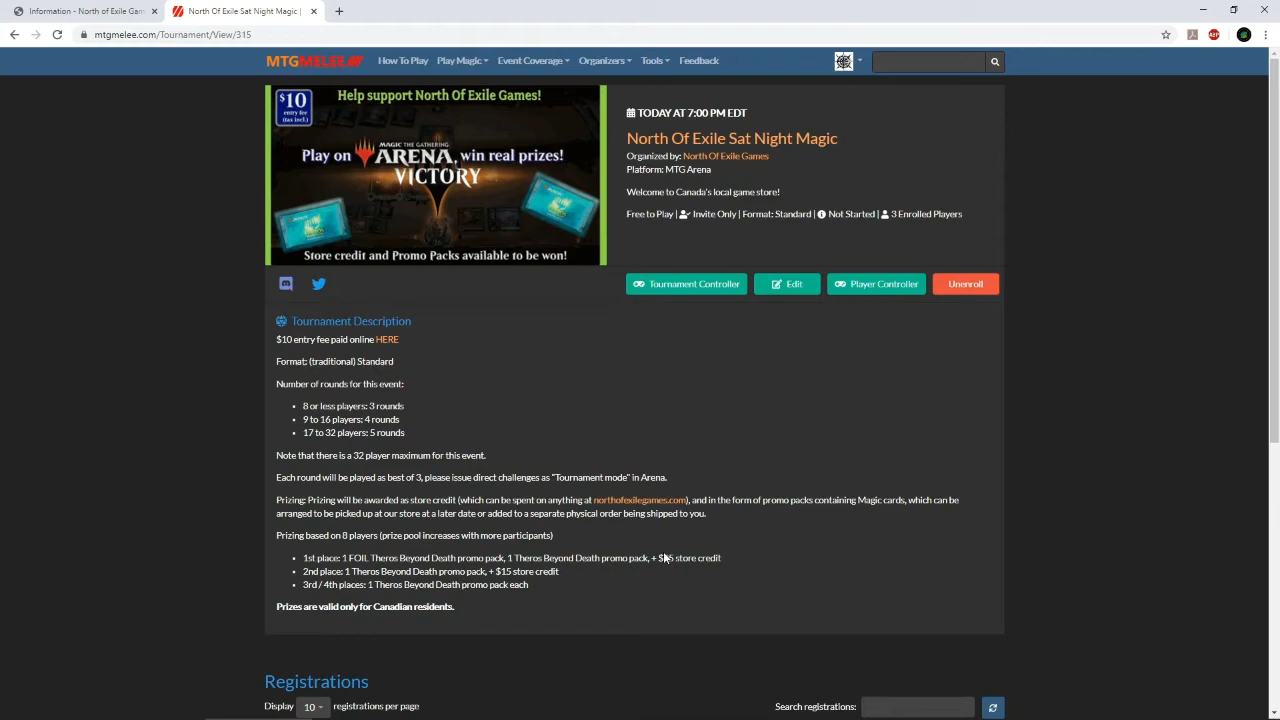 Information - North of Exile Gam
North Of Exile Sat Night Magic |
mtgmelee.com/Tournament/View/315
MTGMELEE How To Play Play Magic Event Coverage Organizers Tools Feedback
$10 entry fee (tax incl.)
Help support North Of Exile Games!
Play on MAGIC THE GATHERING ARENA, win real prizes!
VICTORY
Store credit and Promo Packs available to be won!
TODAY AT 7:00 PM EDT
North Of Exile Sat Night Magic
Organized by: North Of Exile Games
Platform: MTG Arena
Welcome to Canada's local game store!
Free to Play | Invite Only | Format: Standard | Not Started | 3 Enrolled Players
Tournament Controller Edit Player Controller Unenroll
Tournament Description
$10 entry fee paid online HERE
Format: (traditional) Standard
Number of rounds for this event:
• 8 or less players: 3 rounds
• 9 to 16 players: 4 rounds
• 17 to 32 players: 5 rounds
Note that there is a 32 player maximum for this event.
Each round will be played as best of 3, please issue direct challenges as "Tournament mode" in Arena.
Prizing: Prizing will be awarded as store credit (which can be spent on anything at northofexilegames.com), and in the form of promo packs containing Magic cards, which can be
arranged to be picked up at our store at a later date or added to a separate physical order being shipped to you.
Prizing based on 8 players (prize pool increases with more participants)
• 1st place: 1 FOIL Theros Beyond Death promo pack, 1 Theros Beyond Death promo pack, + store credit
• 2nd place: 1 Theros Beyond Death promo pack, + $15 store credit
• 3rd / 4th places: 1 Theros Beyond Death promo pack each
Prizes are valid only for Canadian residents.
Registrations
Display 10 registrations per page
Search registrations: